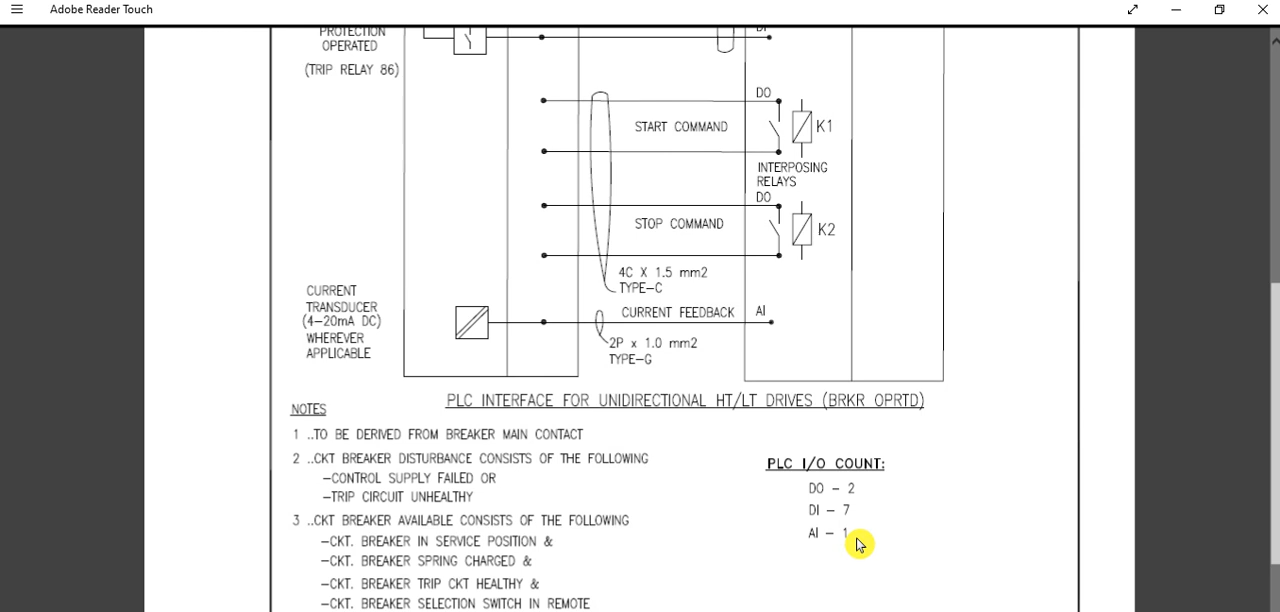 Adobe Reader Touch
PROTECTION
OPERATED
(TRIP RELAY 86)
DI
DO
START COMMAND
K1
INTERPOSING
RELAYS
DO
STOP COMMAND
K2
4C X 1.5 mm2
TYPE-C
CURRENT
TRANSDUCER
(4-20mA DC)
WHEREVER
APPLICABLE
CURRENT FEEDBACK
AI
2P x 1.0 mm2
TYPE-G
PLC INTERFACE FOR UNIDIRECTIONAL HT/LT DRIVES (BRKR OPRTD)
NOTES
1 ..TO BE DERIVED FROM BREAKER MAIN CONTACT
2 ..CKT BREAKER DISTURBANCE CONSISTS OF THE FOLLOWING
-CONTROL SUPPLY FAILED OR
-TRIP CIRCUIT UNHEALTHY
3 ..CKT BREAKER AVAILABLE CONSISTS OF THE FOLLOWING
-CKT. BREAKER IN SERVICE POSITION &
-CKT. BREAKER SPRING CHARGED &
-CKT. BREAKER TRIP CKT HEALTHY &
-CKT. BREAKER SELECTION SWITCH IN REMOTE
PLC I/O COUNT:
DO - 2
DI - 7
AI - 1